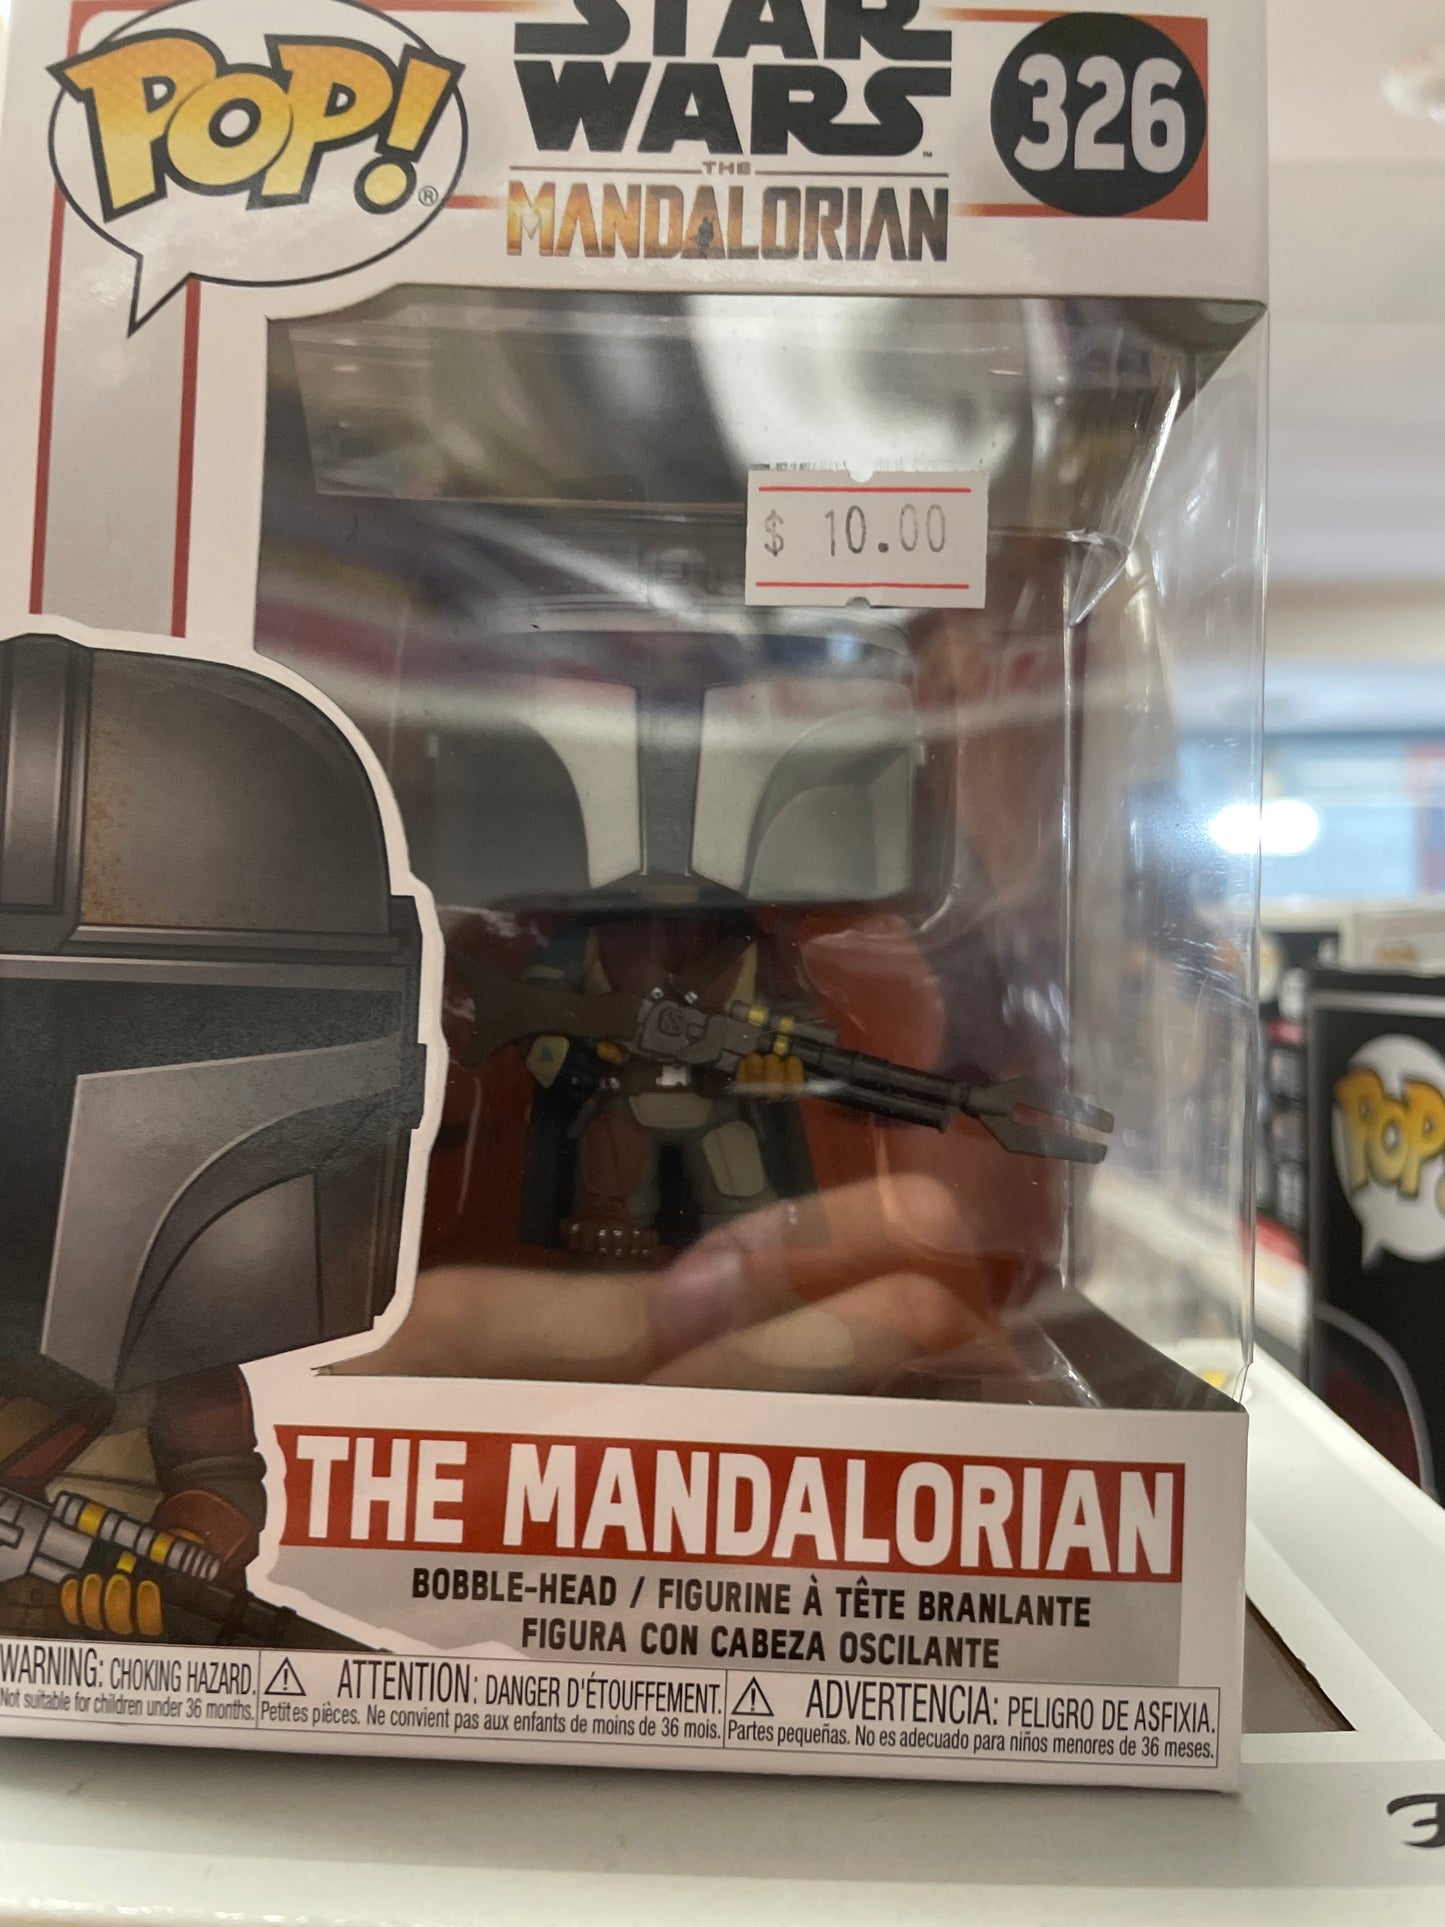 POP!®
STAR
WARS™
THE
MANDALORIAN
326
$ 10.00
POP
THE MANDALORIAN
BOBBLE-HEAD / FIGURINE À TÊTE BRANLANTE
FIGURA CON CABEZA OSCILANTE
WARNING: CHOKING HAZARD.
Not suitable for children under 36 months.
ATTENTION: DANGER D'ÉTOUFFEMENT.
Petites pièces. Ne convient pas aux enfants de moins de 36 mois.
ADVERTENCIA: PELIGRO DE ASFIXIA.
Partes pequeñas. No es adecuado para niños menores de 36 meses.